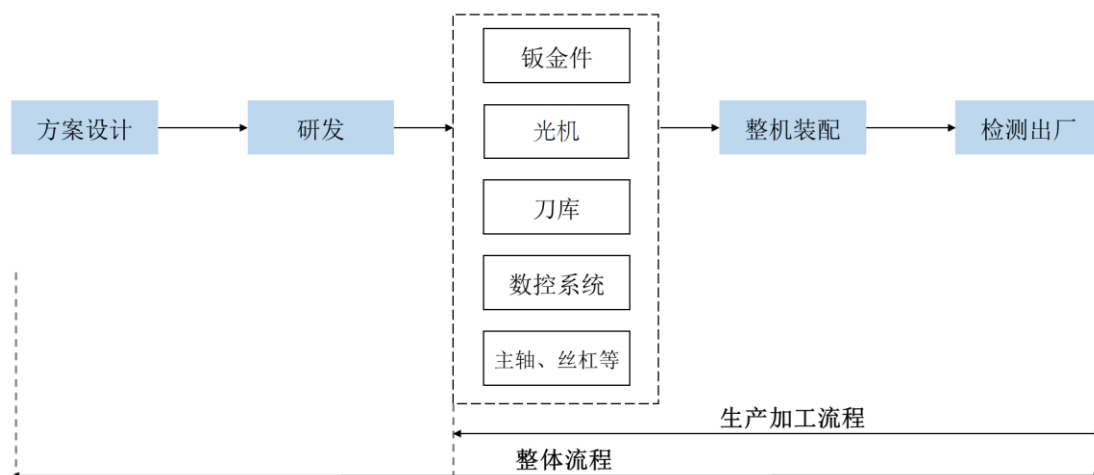 方案设计
研发
钣金件
光机
刀库
数控系统
主轴、丝杠等
整机装配
检测出厂
生产加工流程
整体流程